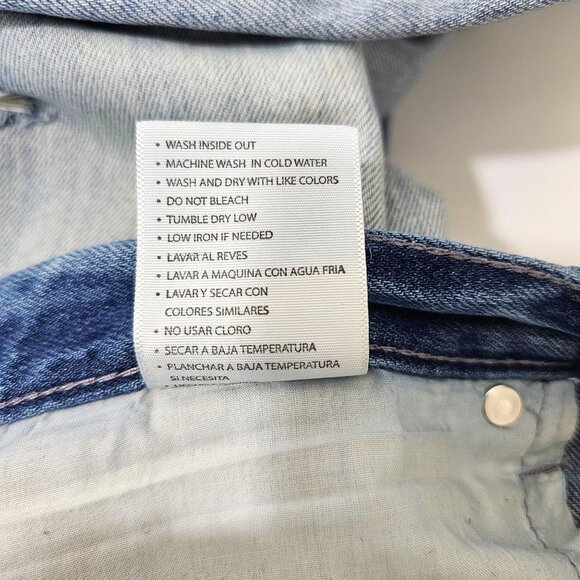 • WASH INSIDE OUT
• MACHINE WASH IN COLD WATER
• WASH AND DRY WITH LIKE COLORS
• DO NOT BLEACH
• TUMBLE DRY LOW
• LOW IRON IF NEEDED
• LAVAR AL REVES
• LAVAR A MAQUINA CON AGUA FRIA
• LAVAR Y SECAR CON
COLORES SIMILARES
• NO USAR CLORO
• SECAR A BAJA TEMPERATURA
• PLANCHAR A BAJA TEMPERATURA
SI NECESITA